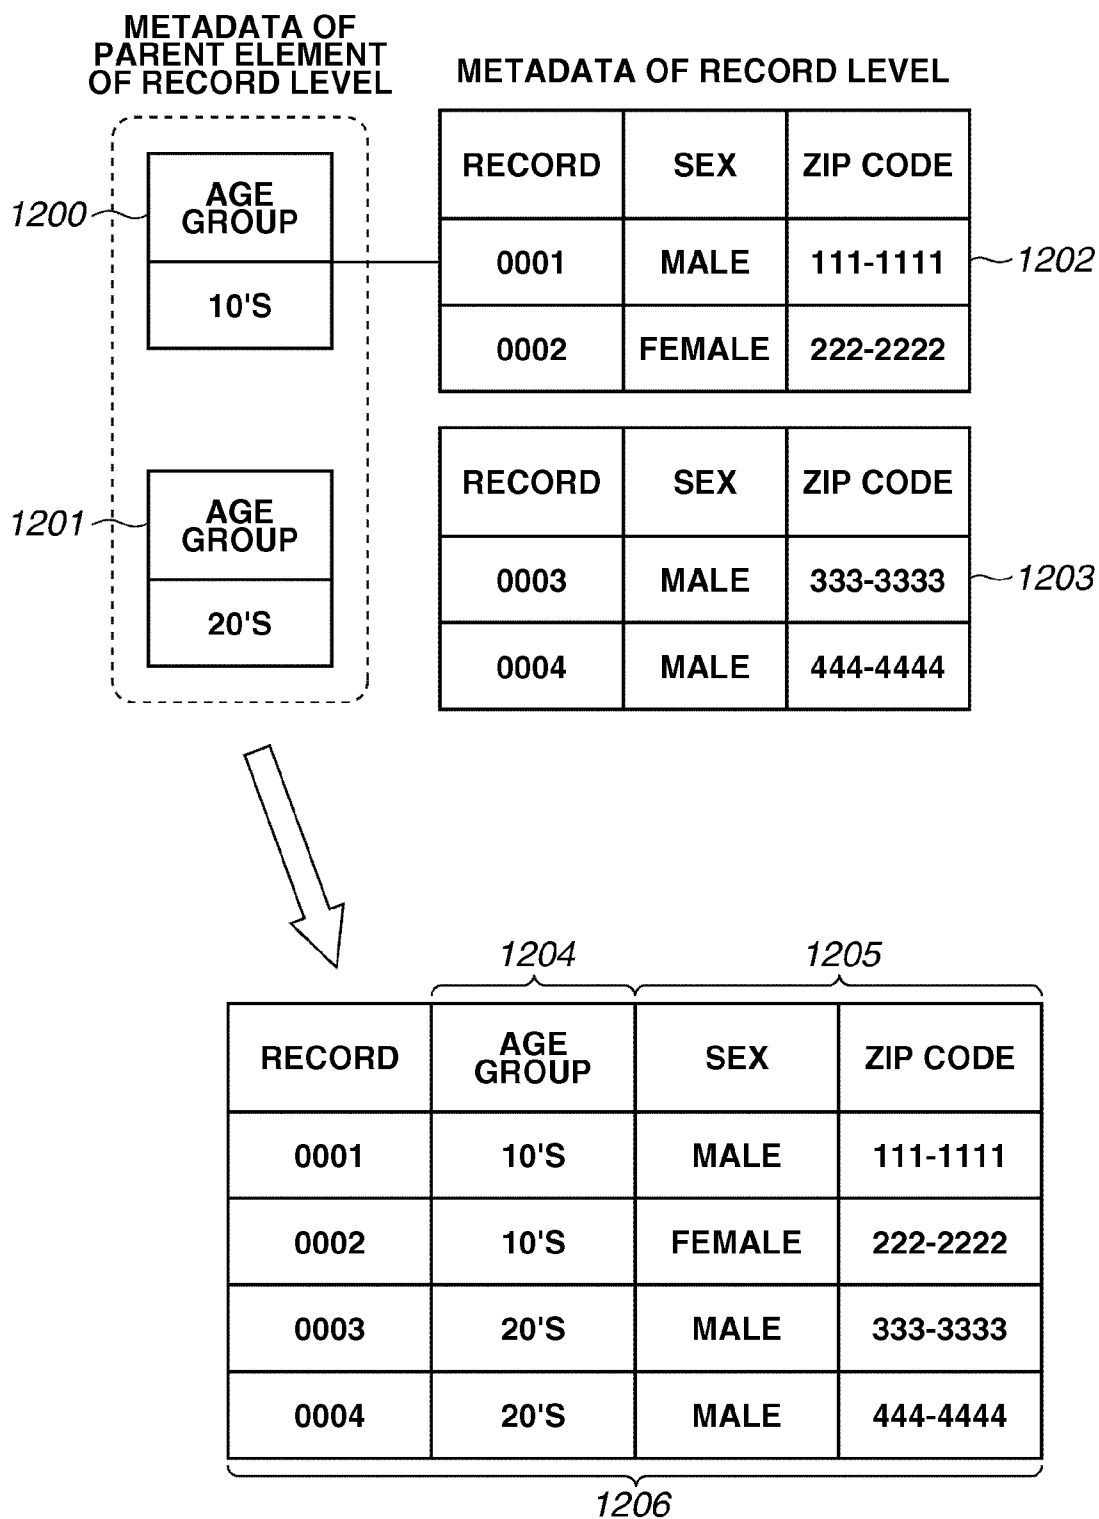 METADATA OF
PARENT ELEMENT
OF RECORD LEVEL
METADATA OF RECORD LEVEL
1200
AGE
GROUP
10'S
RECORD SEX ZIP CODE
0001 MALE 111-1111
1202
0002 FEMALE 222-2222
1201
AGE
GROUP
20'S
RECORD SEX ZIP CODE
0003 MALE 333-3333
1203
0004 MALE 444-4444
1204 1205
RECORD AGE GROUP SEX ZIP CODE
0001 10'S MALE 111-1111
0002 10'S FEMALE 222-2222
0003 20'S MALE 333-3333
0004 20'S MALE 444-4444
1206